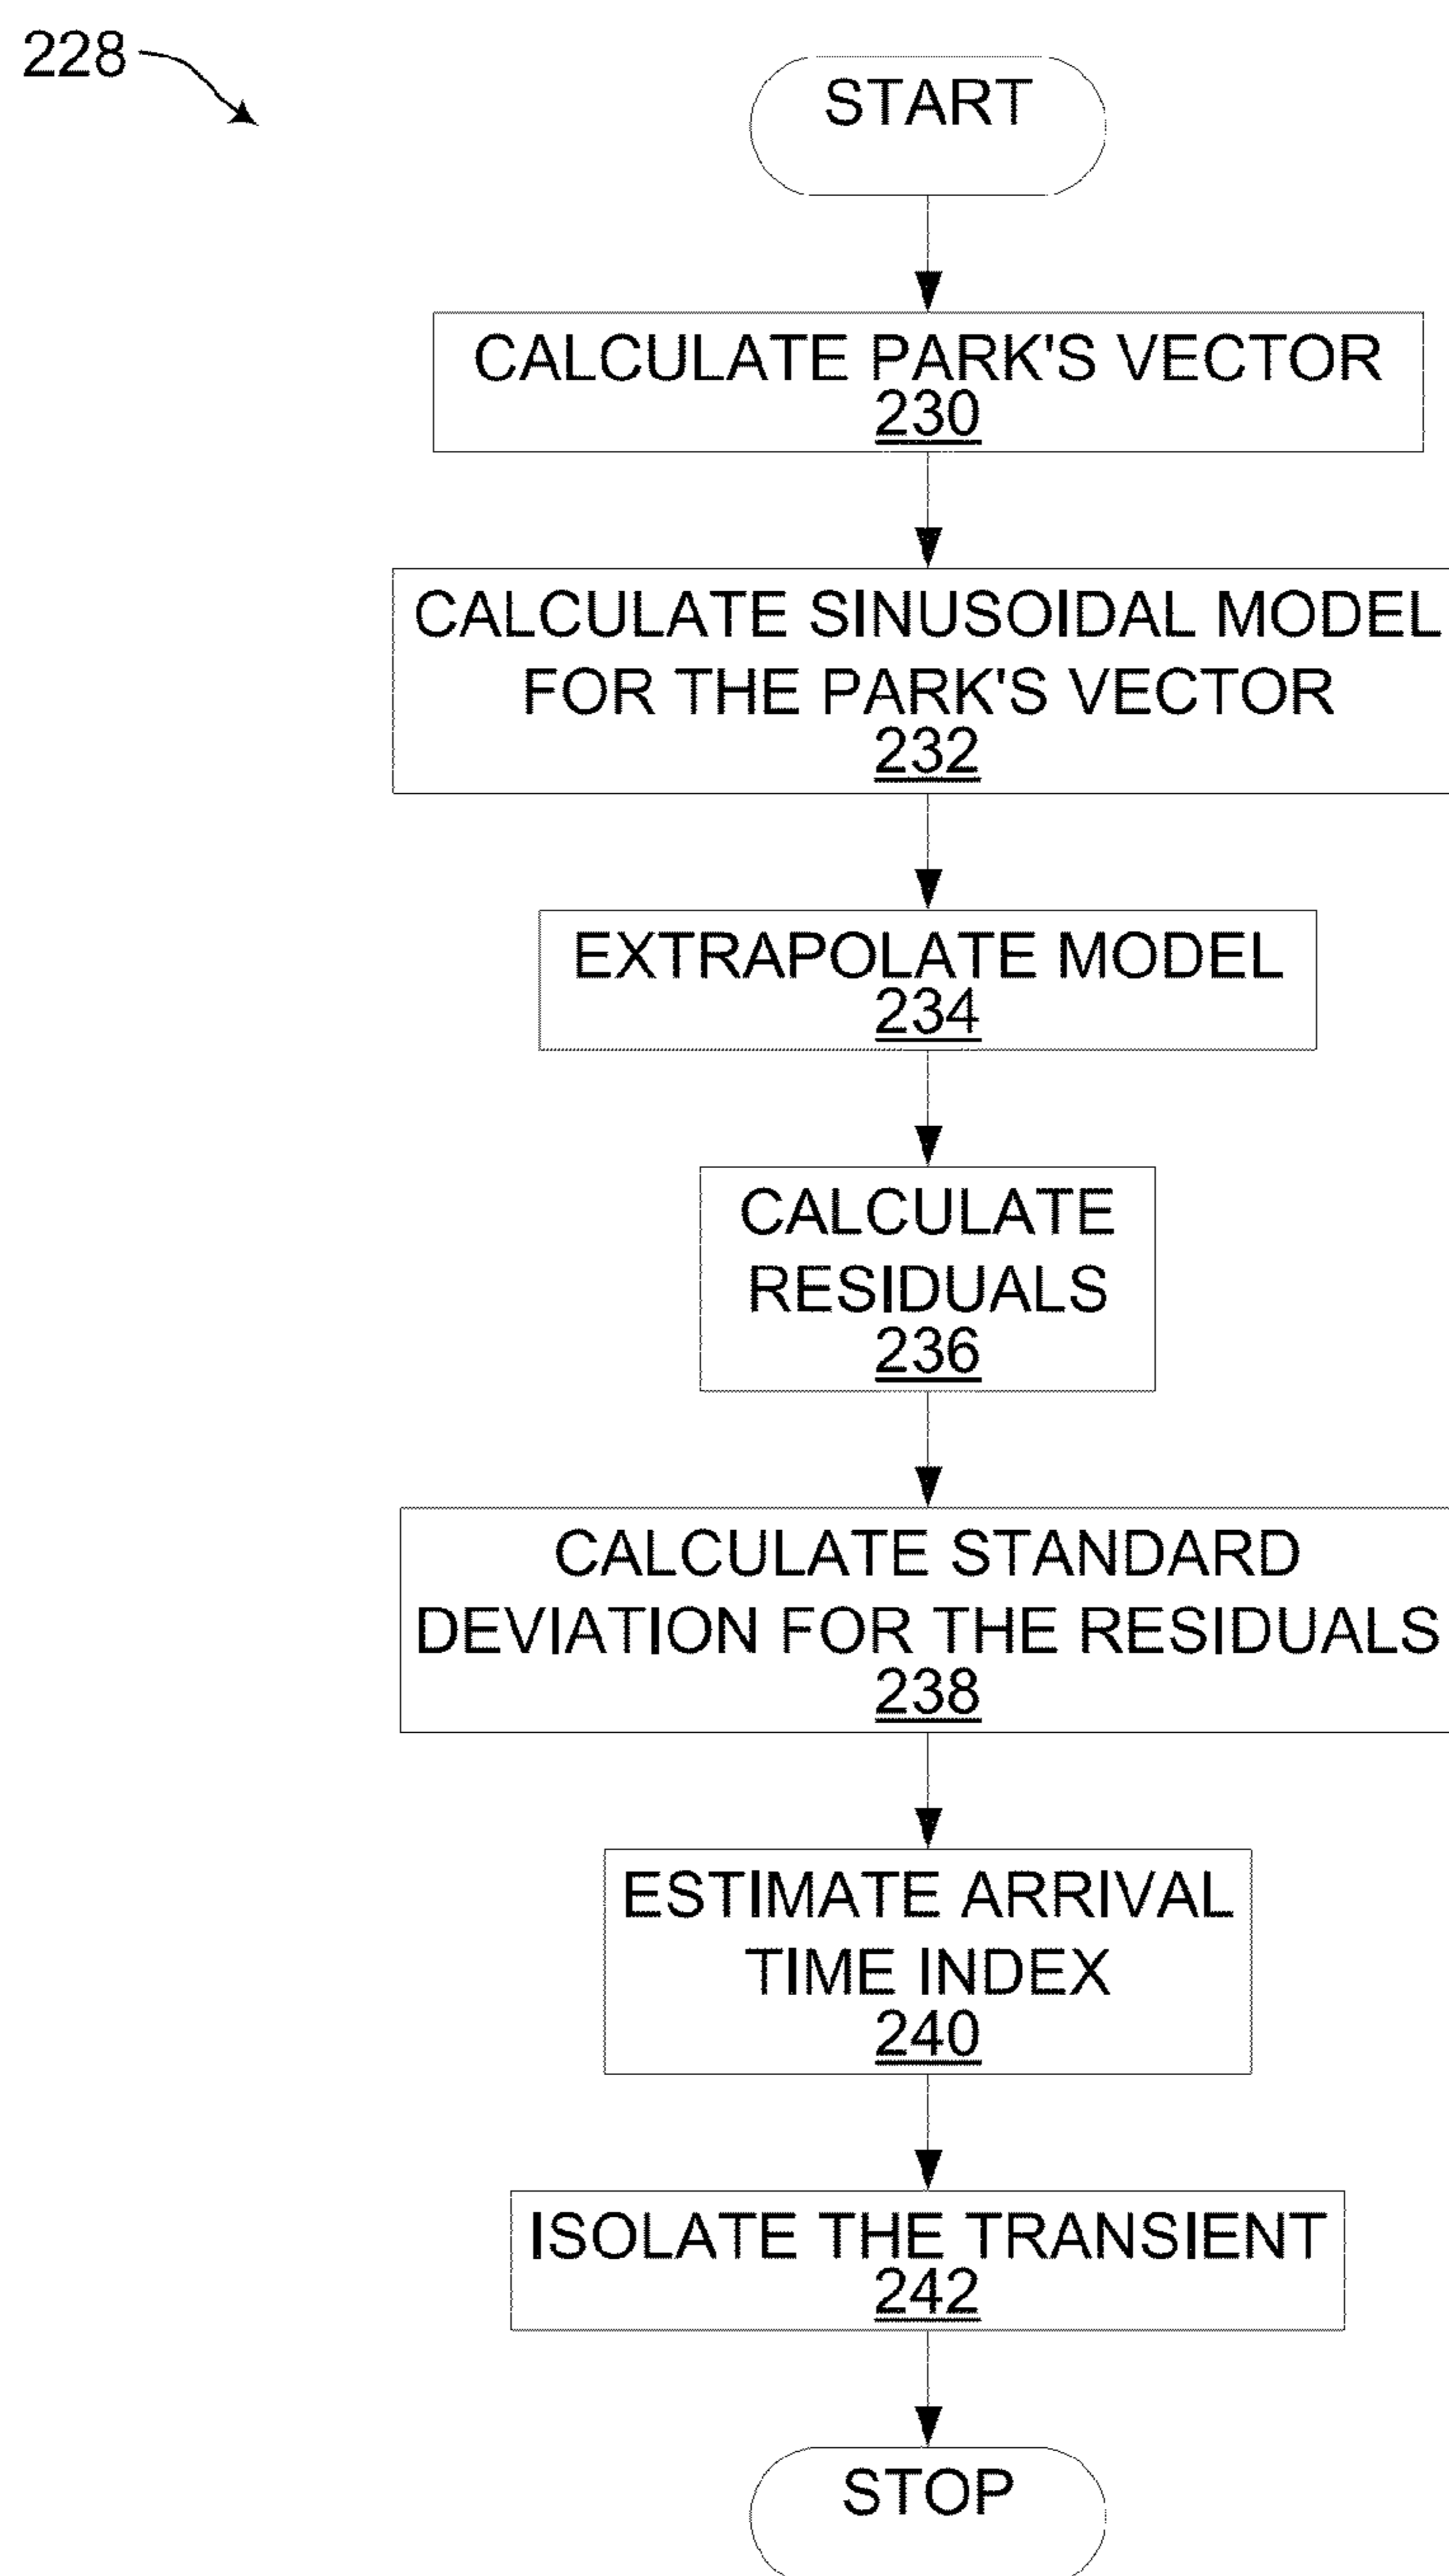 228
START
CALCULATE PARK'S VECTOR
230
CALCULATE SINUSOIDAL MODEL
FOR THE PARK'S VECTOR
232
EXTRAPOLATE MODEL
234
CALCULATE
RESIDUALS
236
CALCULATE STANDARD
DEVIATION FOR THE RESIDUALS
238
ESTIMATE ARRIVAL
TIME INDEX
240
ISOLATE THE TRANSIENT
242
STOP